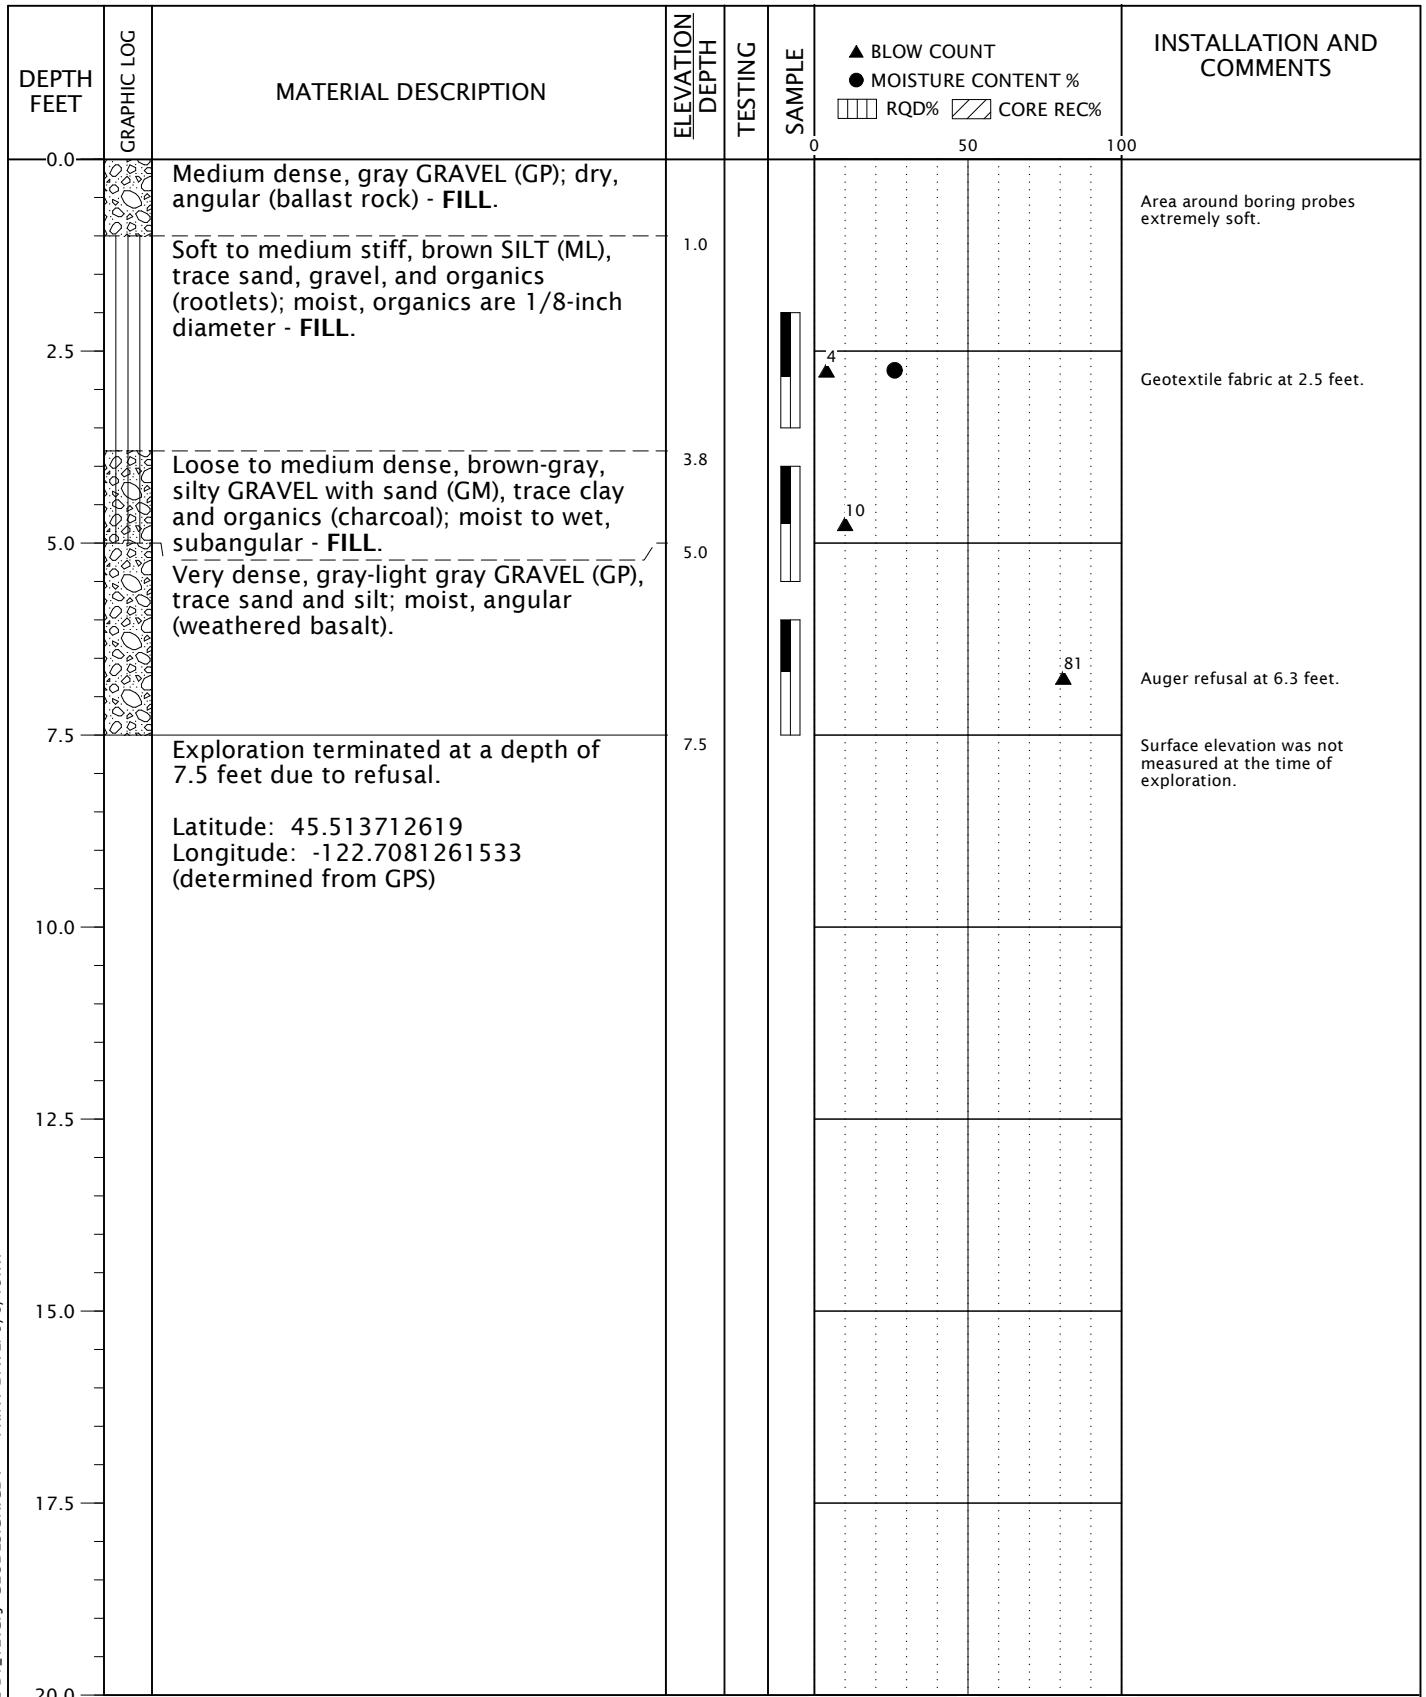 DEPTH
FEET
GRAPHIC LOG
MATERIAL DESCRIPTION
ELEVATION
DEPTH
TESTING
SAMPLE
▲ BLOW COUNT
● MOISTURE CONTENT %
RQD% CORE REC%
0 50 100
INSTALLATION AND
COMMENTS
0.0
Medium dense, gray GRAVEL (GP); dry,
angular (ballast rock) - FILL.
Area around boring probes
extremely soft.
1.0
Soft to medium stiff, brown SILT (ML),
trace sand, gravel, and organics
(rootlets); moist, organics are 1/8-inch
diameter - FILL.
2.5
4
Geotextile fabric at 2.5 feet.
3.8
Loose to medium dense, brown-gray,
silty GRAVEL with sand (GM), trace clay
and organics (charcoal); moist to wet,
subangular - FILL.
10
5.0
5.0
Very dense, gray-light gray GRAVEL (GP),
trace sand and silt; moist, angular
(weathered basalt).
81
Auger refusal at 6.3 feet.
7.5
7.5
Exploration terminated at a depth of
7.5 feet due to refusal.
Surface elevation was not
measured at the time of
exploration.
Latitude: 45.513712619
Longitude: -122.7081261533
(determined from GPS)
10.0
12.5
15.0
17.5
20.0